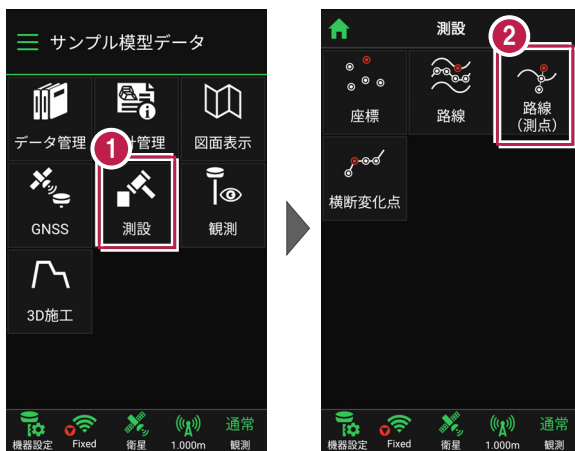 サンプル模型データ
データ管理
計管理
図面表示
1
GNSS
測設
観測
3D施工
機器設定
Fixed
衛星
1.000m
通常
観測
測設
2
座標
路線
路線
(測点)
横断変化点
機器設定
Fixed
衛星
1.000m
通常
観測